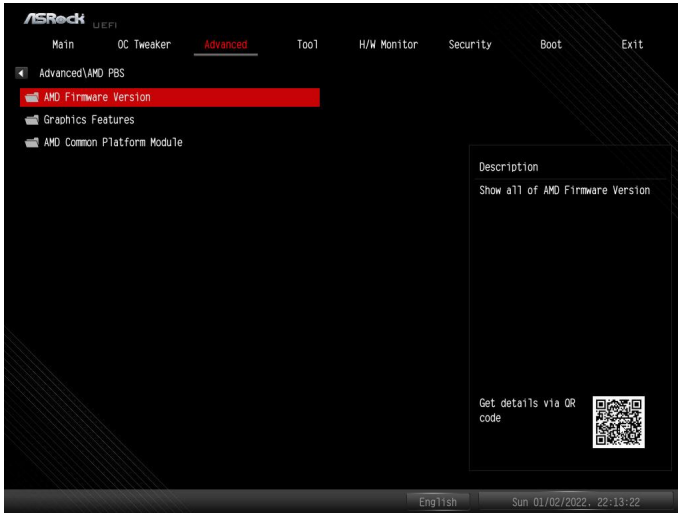 ASRock UEFI
Main OC Tweaker Advanced Tool H/W Monitor Security Boot Exit
Advanced\AMD PBS
AMD Firmware Version
Graphics Features
AMD Common Platform Module
Description
Show all of AMD Firmware Version
Get details via QR
code
English Sun 01/02/2022, 22:13:22